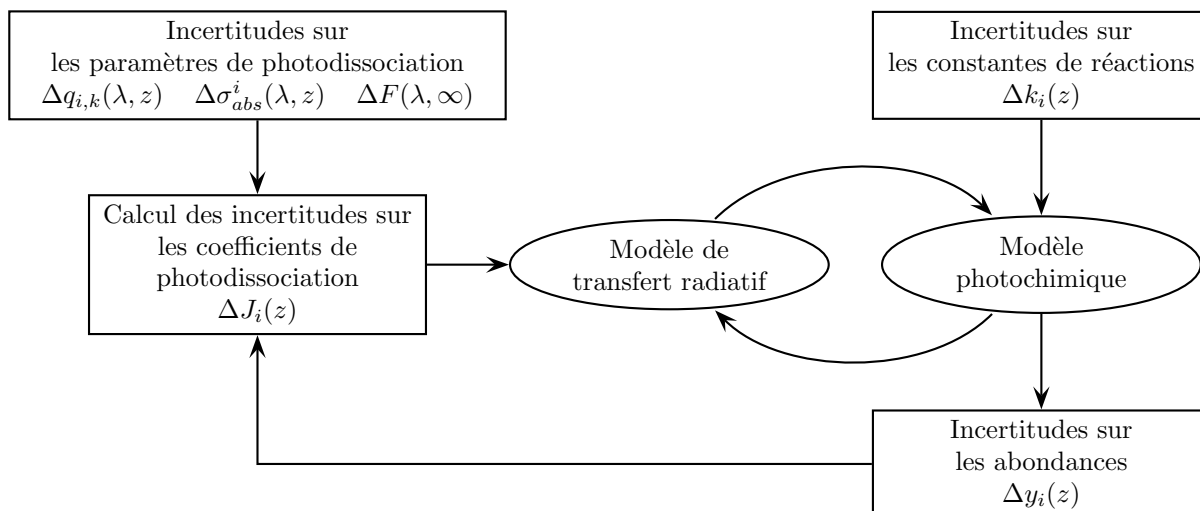 Incertitudes sur
les paramètres de photodissociation
Δq_{i,k}(λ, z) Δσ^i_{abs}(λ, z) ΔF(λ, ∞)
Incertitudes sur
les constantes de réactions
Δk_i(z)
Calcul des incertitudes sur
les coefficients de
photodissociation
ΔJ_i(z)
Modèle de
transfert radiatif
Modèle
photochimique
Incertitudes sur
les abondances
Δy_i(z)